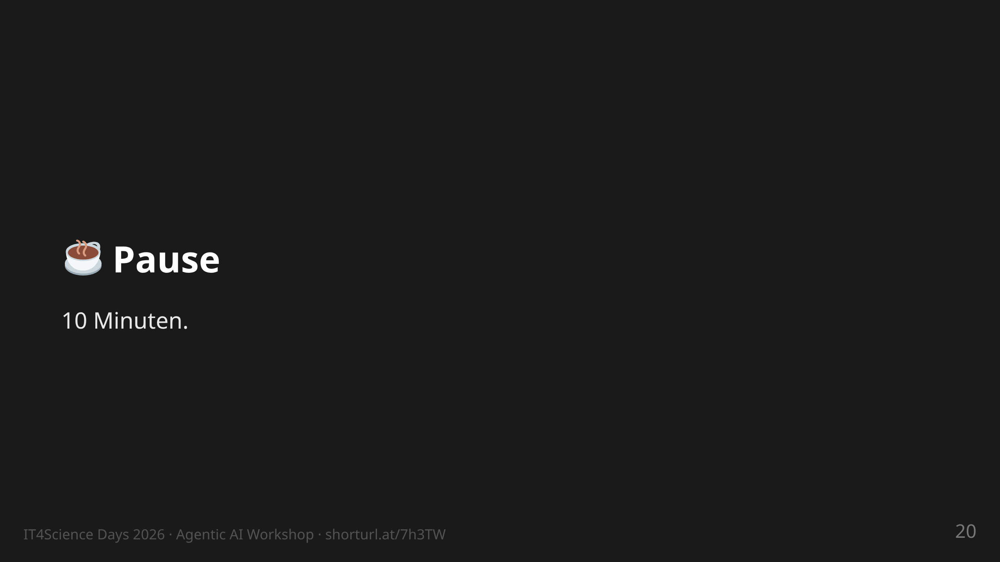 ☕ Pause
10 Minuten.
IT4Science Days 2026 · Agentic AI Workshop · shorturl.at/7h3TW
20